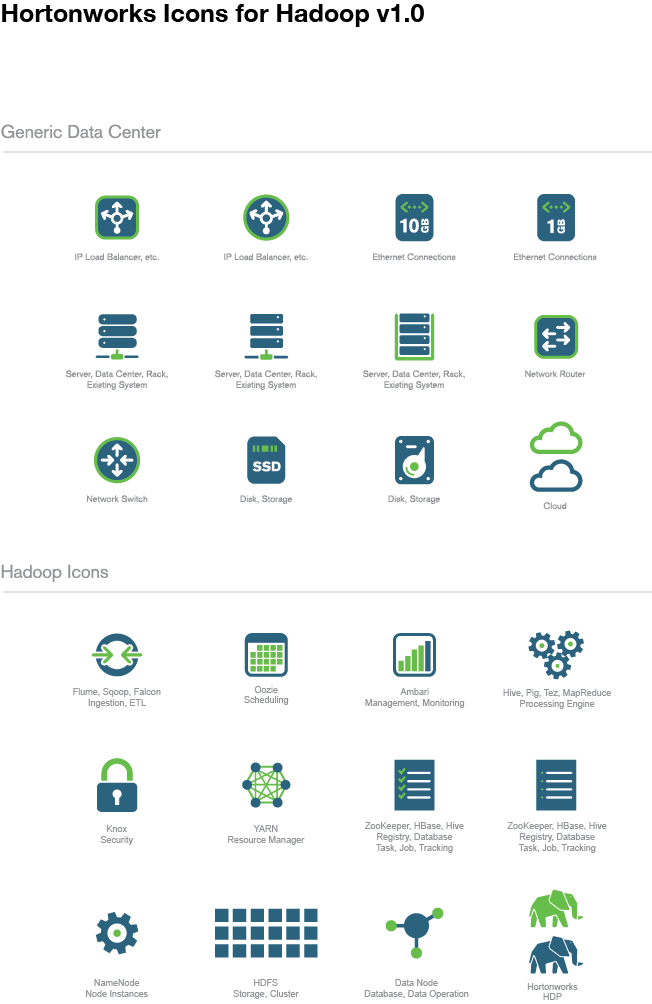 Hortonworks Icons for Hadoop v1.0
Generic Data Center
10 GB
1 GB
IP Load Balancer, etc.
IP Load Balancer, etc.
Ethernet Connections
Ethernet Connections
Server, Data Center, Rack,
Existing System
Server, Data Center, Rack,
Existing System
Server, Data Center, Rack,
Existing System
Network Router
SSD
Network Switch
Disk, Storage
Disk, Storage
Cloud
Hadoop Icons
Flume, Sqoop, Falcon
Ingestion, ETL
Oozie
Scheduling
Ambari
Management, Monitoring
Hive, Pig, Tez, MapReduce
Processing Engine
Knox
Security
YARN
Resource Manager
ZooKeeper, HBase, Hive
Registry, Database
Task, Job, Tracking
ZooKeeper, HBase, Hive
Registry, Database
Task, Job, Tracking
NameNode
Node Instances
HDFS
Storage, Cluster
Data Node
Database, Data Operation
Hortonworks
HDP